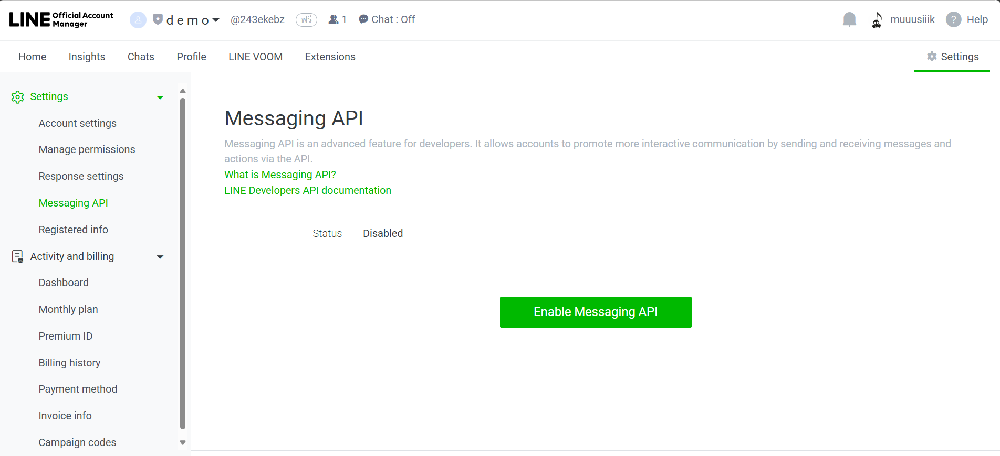 LINE Official Account Manager
d e m o
@243ekebz
ฟรี
1
Chat : Off
muuusiiik
? Help
Home
Insights
Chats
Profile
LINE VOOM
Extensions
Settings
Settings
Account settings
Manage permissions
Response settings
Messaging API
Registered info
Activity and billing
Dashboard
Monthly plan
Premium ID
Billing history
Payment method
Invoice info
Campaign codes
Messaging API
Messaging API is an advanced feature for developers. It allows accounts to promote more interactive communication by sending and receiving messages and
actions via the API.
What is Messaging API?
LINE Developers API documentation
Status
Disabled
Enable Messaging API